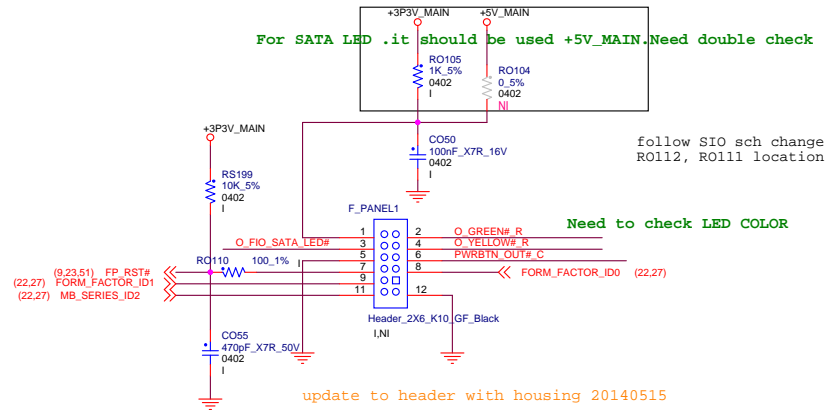 +3P3V_MAIN
+5V_MAIN
For SATA LED .it should be used +5V_MAIN.Need double check
RO105
1K_5%
0402
I
RO104
0_5%
0402
NI
+3P3V_MAIN
CO50
100nF_X7R_16V
0402
I
follow SIO sch change
RO112, RO111 location
RS199
10K_5%
0402
I
F_PANEL1
Need to check LED COLOR
1
2
O_GREEN#_R
O_FIO_SATA_LED#
3
4
O_YELLOW#_R
5
6
PWRBTN_OUT#_C
RO110
100_1%
I
7
8
FORM_FACTOR_ID0
(22,27)
(9,23,51)
FP_RST#
(22,27)
FORM_FACTOR_ID1
9
(22,27)
MB_SERIES_ID2
11
12
Header_2X6_K10_GF_Black
I,NI
CO55
470pF_X7R_50V
0402
I
update to header with housing 20140515